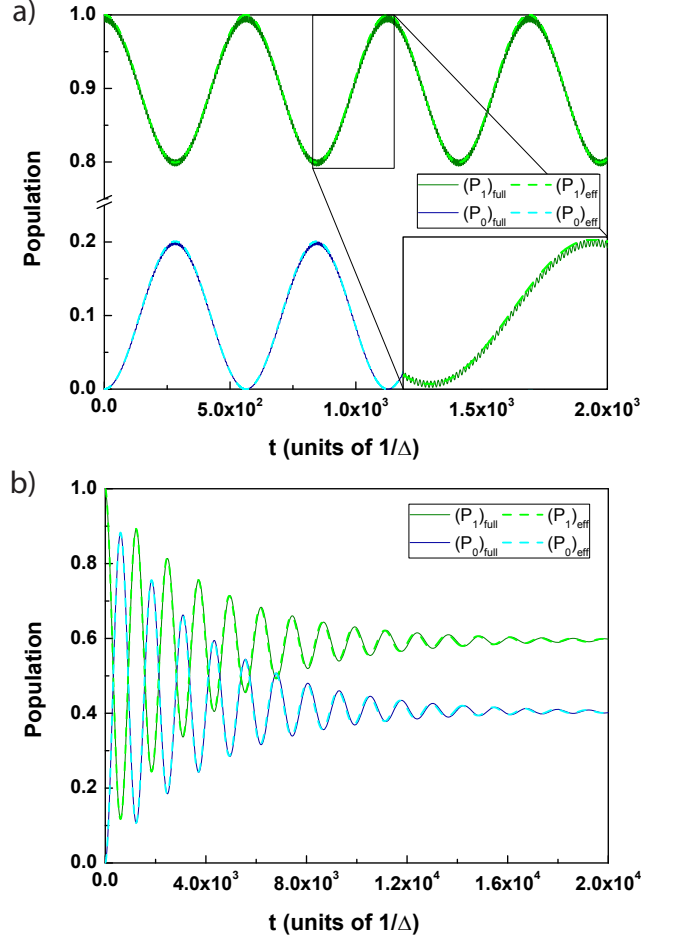 a)
1.0
0.9
0.8
0.2
0.1
0.0
Population
(P₁)full (P₁)eff
(P₀)full (P₀)eff
0.0 5.0x10² 1.0x10³ 1.5x10³ 2.0x10³
t (units of 1/Δ)
b)
1.0
0.8
0.6
0.4
0.2
0.0
Population
(P₁)full (P₁)eff
(P₀)full (P₀)eff
0.0 4.0x10³ 8.0x10³ 1.2x10⁴ 1.6x10⁴ 2.0x10⁴
t (units of 1/Δ)